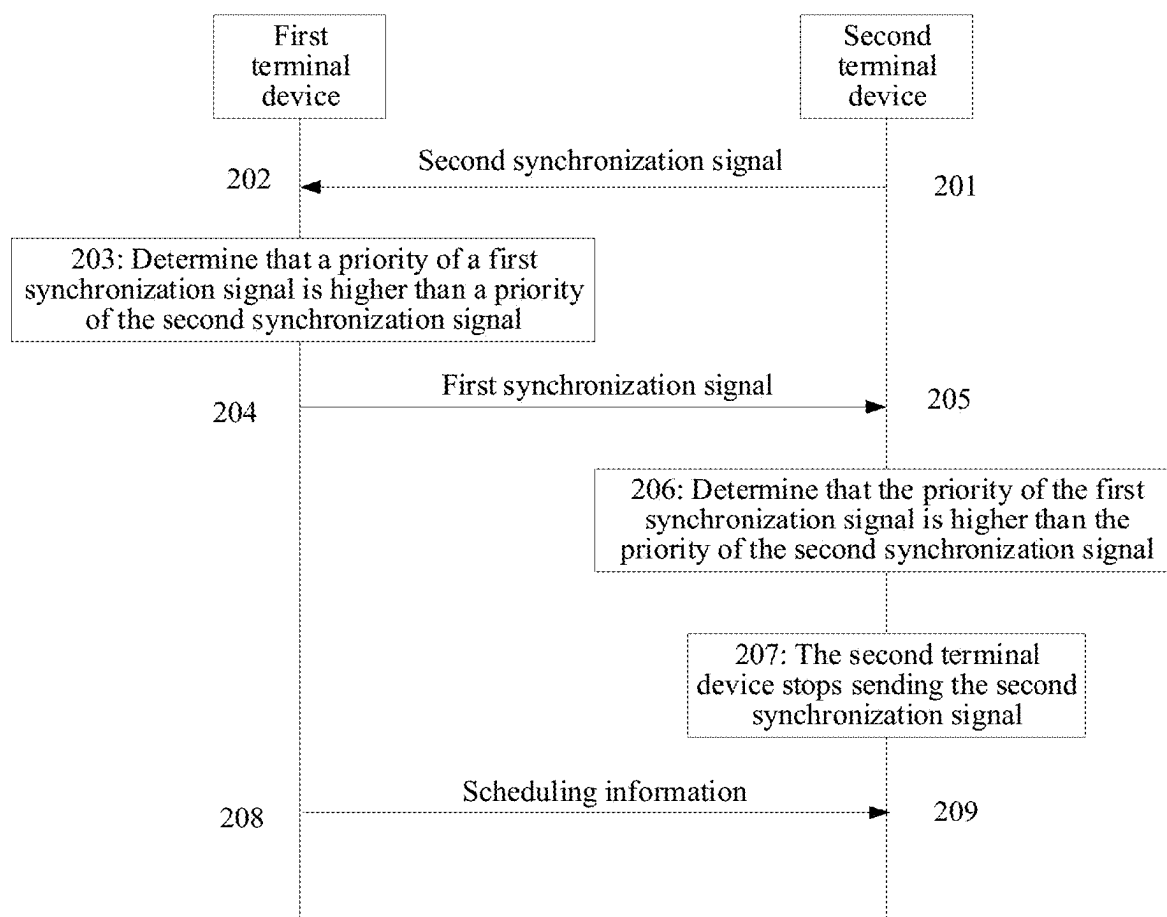 First
terminal
device
Second
terminal
device
Second synchronization signal
202
201
203: Determine that a priority of a first
synchronization signal is higher than a priority
of the second synchronization signal
First synchronization signal
204
205
206: Determine that the priority of the first
synchronization signal is higher than the
priority of the second synchronization signal
207: The second terminal
device stops sending the second
synchronization signal
Scheduling information
208
209